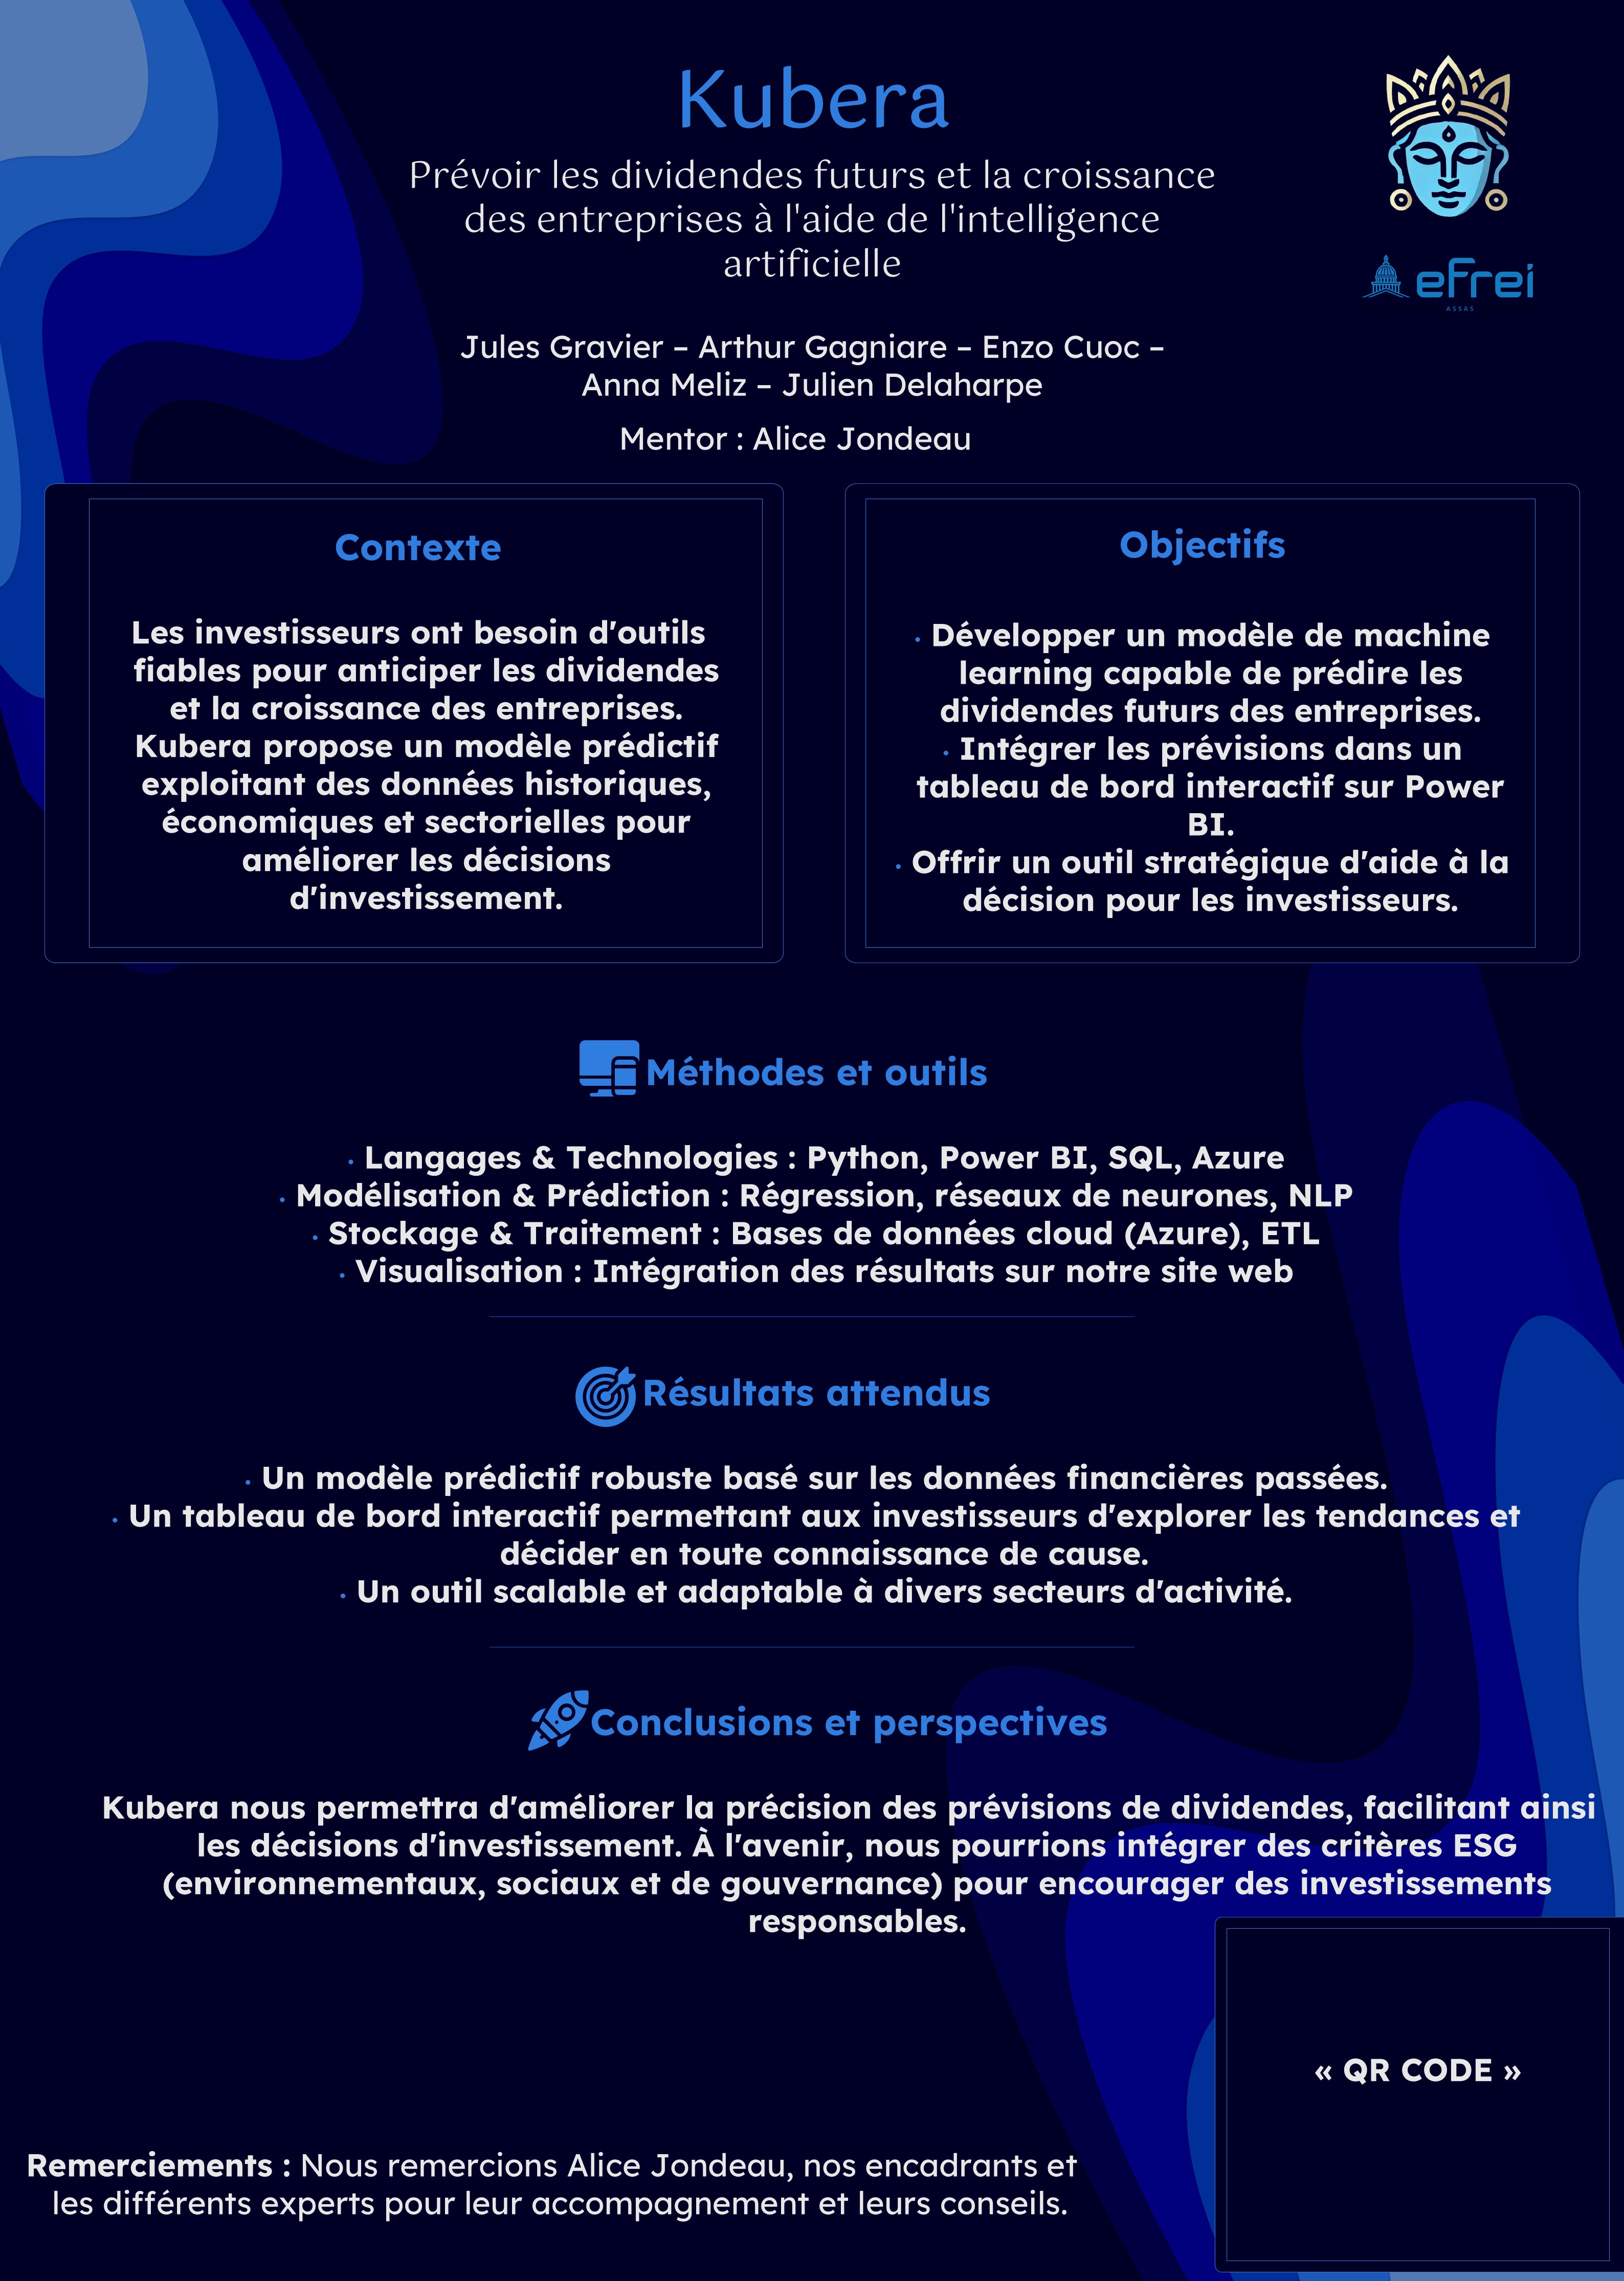 Kubera
Prévoir les dividendes futurs et la croissance
des entreprises à l'aide de l'intelligence
artificielle
efrei
ASSAS
Jules Gravier – Arthur Gagniare – Enzo Cuoc –
Anna Meliz – Julien Delaharpe
Mentor : Alice Jondeau
Contexte
Les investisseurs ont besoin d'outils
fiables pour anticiper les dividendes
et la croissance des entreprises.
Kubera propose un modèle prédictif
exploitant des données historiques,
économiques et sectorielles pour
améliorer les décisions
d'investissement.
Objectifs
• Développer un modèle de machine
learning capable de prédire les
dividendes futurs des entreprises.
• Intégrer les prévisions dans un
tableau de bord interactif sur Power
BI.
• Offrir un outil stratégique d'aide à la
décision pour les investisseurs.
Méthodes et outils
• Langages & Technologies : Python, Power BI, SQL, Azure
• Modélisation & Prédiction : Régression, réseaux de neurones, NLP
• Stockage & Traitement : Bases de données cloud (Azure), ETL
• Visualisation : Intégration des résultats sur notre site web
Résultats attendus
• Un modèle prédictif robuste basé sur les données financières passées.
• Un tableau de bord interactif permettant aux investisseurs d'explorer les tendances et
décider en toute connaissance de cause.
• Un outil scalable et adaptable à divers secteurs d'activité.
Conclusions et perspectives
Kubera nous permettra d'améliorer la précision des prévisions de dividendes, facilitant ainsi
les décisions d'investissement. À l'avenir, nous pourrions intégrer des critères ESG
(environnementaux, sociaux et de gouvernance) pour encourager des investissements
responsables.
« QR CODE »
Remerciements : Nous remercions Alice Jondeau, nos encadrants et
les différents experts pour leur accompagnement et leurs conseils.